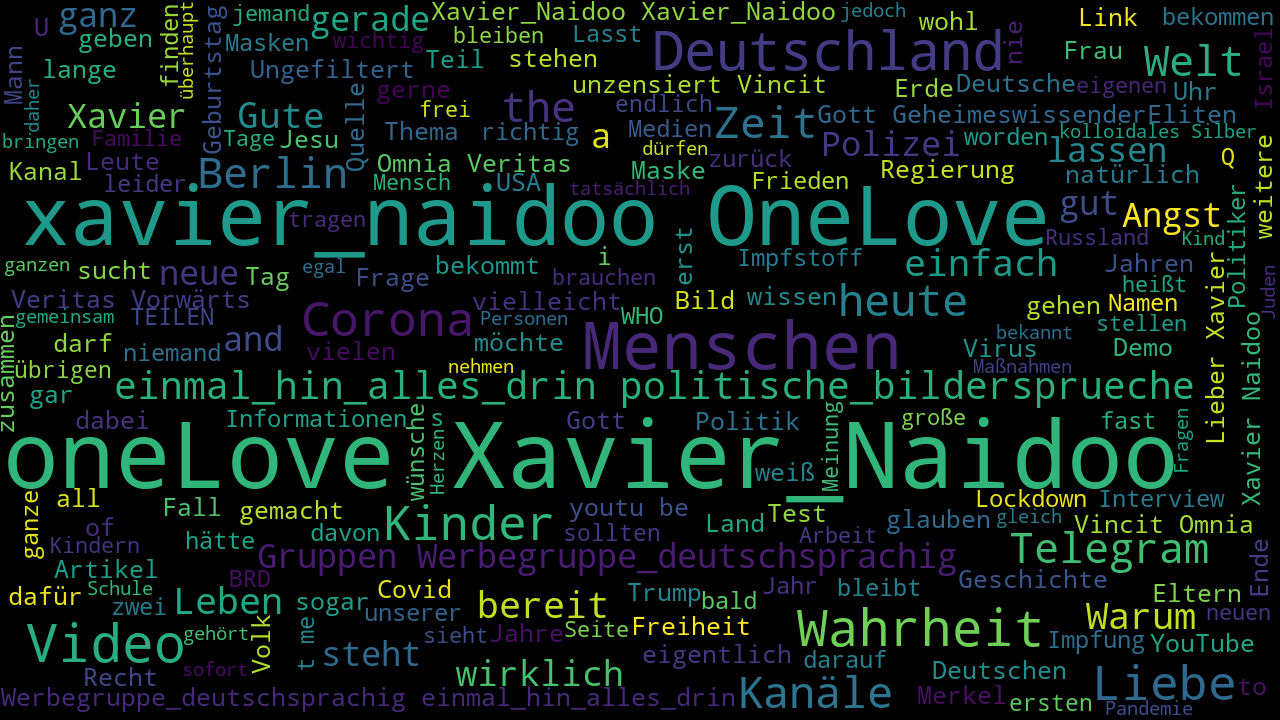 U ganz jemand gerade Xavier_Naidoo Xavier_Naidoo jedoch wohl Link bekommen
geben Masken wichtig bleiben Lasst Deutschland nie Frau Welt Israel
Mann lange finden überhaupt Ungefiltert Teil stehen
daher Xavier Geburtstag Gute Quelle gerne frei the unzensiert Vincit endlich Erde Deutsche eigenen Uhr
bringen Familie Tage Jesu Thema richtig a Medien Zeit Gott GeheimeswissenderEliten
Kanal Leute Omnia Veritas dürfen zurück Polizei worden kolloidales Silber
leider Berlin Mensch USA Maske Frieden Regierung lassen natürlich Q weitere
tatsächlich
xavier_naidoo OneLove gut Angst
tragen Russland Kind Politiker
ganzen sucht neue Tag egal Frage bekommt i erst Impfstoff einfach Jahren
brauchen heißt
Veritas Vorwärts vielleicht Bild wissen heute gehen Namen Juden
gemeinsam TEILEN Corona Personen WHO Menschen bekannt stellen
zusammen darf niemand and vielen möchte Virus Demo Lieber Xavier
übrigen nehmen Maßnahmen
gar einmal_hin_alles_drin politische_bildersprueche Xavier Naidoo
dabei Informationen S Gott Politik große fast
oneLove Xavier_Naidoo
wünsche Herzen weiß Meinung Fragen
ganze all Fall gemacht youtu be Lockdown Interview
of hätte davon Kinder sollten Land Test Arbeit glauben gleich Vincit Omnia
Kindern Gruppen Werbegruppe_deutschsprachig Telegram Ende
Artikel BRD
dafür Schule zwei Leben sogar Covid bereit Trump bald Jahr bleibt Geschichte Eltern
unserer Warum neuen
Video gehört Volk t me sieht Jahre Seite Freiheit Wahrheit Impfung YouTube
Recht sofort steht wirklich eigentlich darauf Deutschen
Werbegruppe_deutschsprachig einmal_hin_alles_drin Kanäle Merkel ersten Liebe to
Pandemie